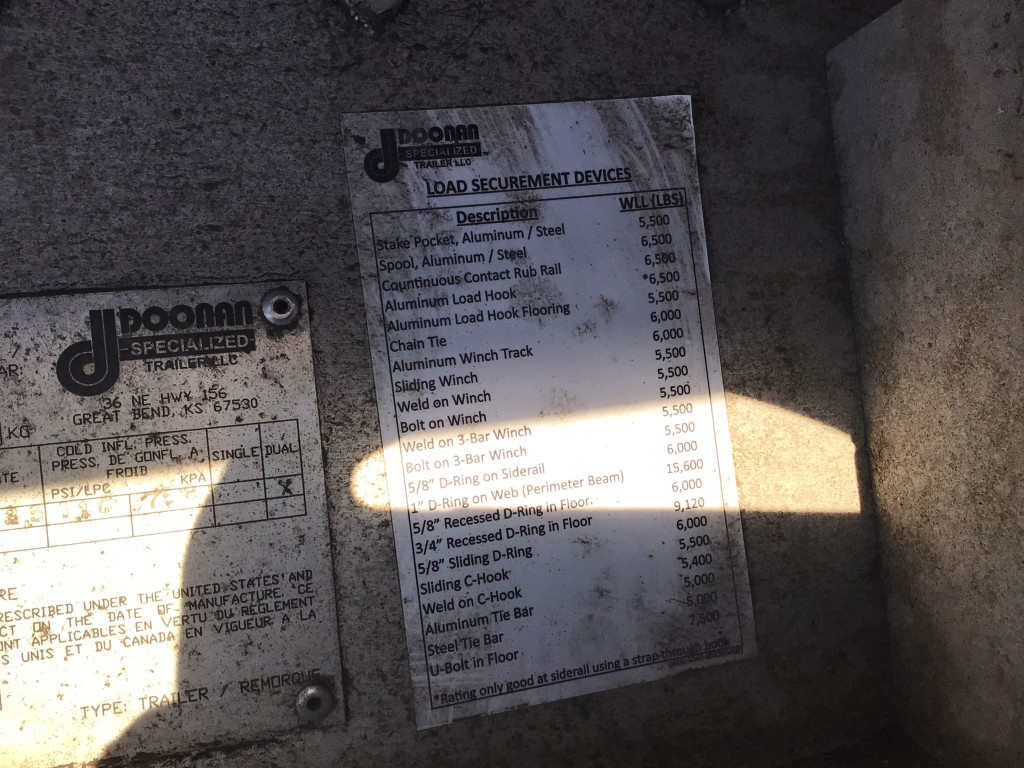 DOONAN
SPECIALIZED
TRAILER LLC
36 NE HWY 156
GREAT BEND, KS 67530
KG
COLD INFL. PRESS.
PRESS. DE GONFL. A
FROID
SINGLE DUAL
PSI/LPC KPA
X
RESCRIBED UNDER THE UNITED STATES AND
CT ON THE DATE OF MANUFACTURE. CE
ONT APPLICABLES EN VERTU DU REGLEMENT
S UNIS ET DU CANADA EN VIGUEUR A LA
TYPE: TRAILER / REMORQUE
DOONAN
SPECIALIZED
TRAILER LLC
LOAD SECUREMENT DEVICES
Description WLL (LBS)
Stake Pocket, Aluminum / Steel 5,500
Spool, Aluminum / Steel 6,500
Countinuous Contact Rub Rail 6,500
Aluminum Load Hook *6,500
Aluminum Load Hook Flooring 5,500
Chain Tie 6,000
Aluminum Winch Track 6,000
Sliding Winch 5,500
Weld on Winch 5,500
Bolt on Winch 5,500
Weld on 3-Bar Winch 5,500
Bolt on 3-Bar Winch 5,500
5/8" D-Ring on Siderail 6,000
1" D-Ring on Web (Perimeter Beam) 15,600
5/8" Recessed D-Ring in Floor. 6,000
3/4" Recessed D-Ring in Floor 9,120
5/8" Sliding D-Ring 6,000
Sliding C-Hook 5,500
Weld on C-Hook 5,400
Aluminum Tie Bar 5,000
Steel Tie Bar 5,000
U-Bolt in Floor 7,500
*Rating only good at siderail using a strap through hook